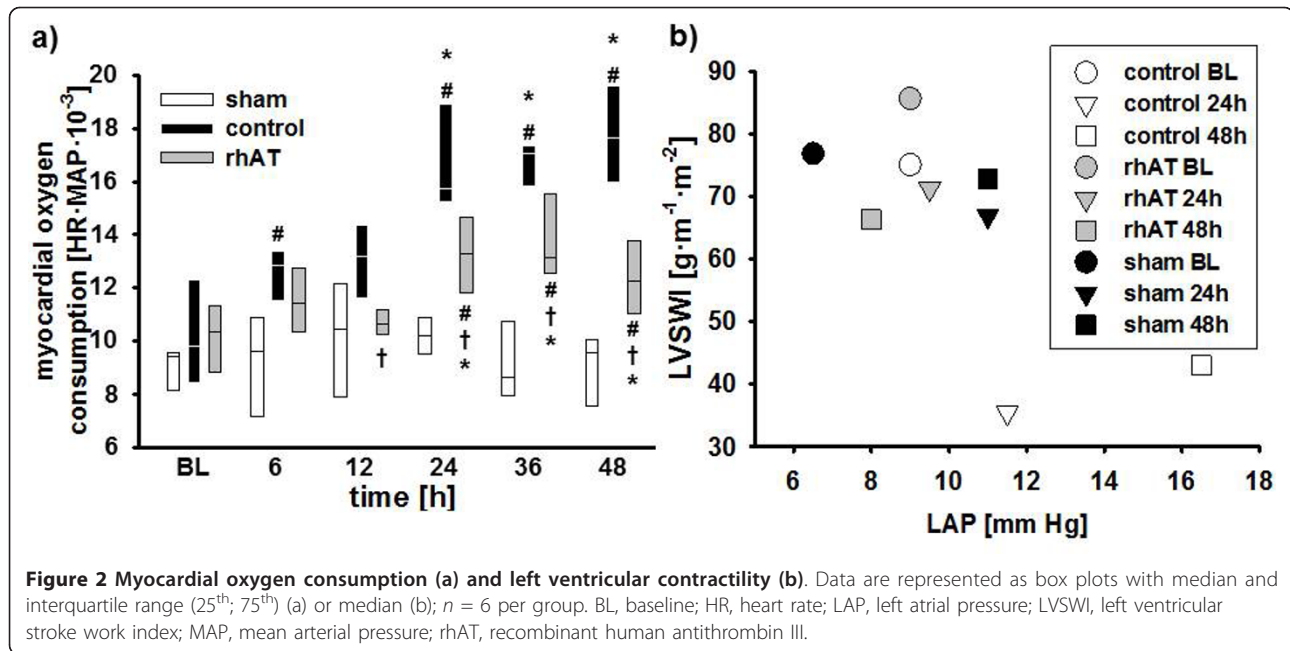 a)
20
18
16
14
12
10
8
6
myocardial oxygen
consumption [HR·MAP·10⁻³]
sham
control
rhAT
#
†
*
#
*
#
*
#
#
†
*
#
†
*
#
†
*
BL 6 12 24 36 48
time [h]
b)
90
80
70
60
50
40
30
LVSWI [g·m⁻¹·m⁻²]
control BL
control 24h
control 48h
rhAT BL
rhAT 24h
rhAT 48h
sham BL
sham 24h
sham 48h
6 8 10 12 14 16 18
LAP [mm Hg]
Figure 2 Myocardial oxygen consumption (a) and left ventricular contractility (b). Data are represented as box plots with median and
interquartile range (25th; 75th) (a) or median (b); n = 6 per group. BL, baseline; HR, heart rate; LAP, left atrial pressure; LVSWI, left ventricular
stroke work index; MAP, mean arterial pressure; rhAT, recombinant human antithrombin III.